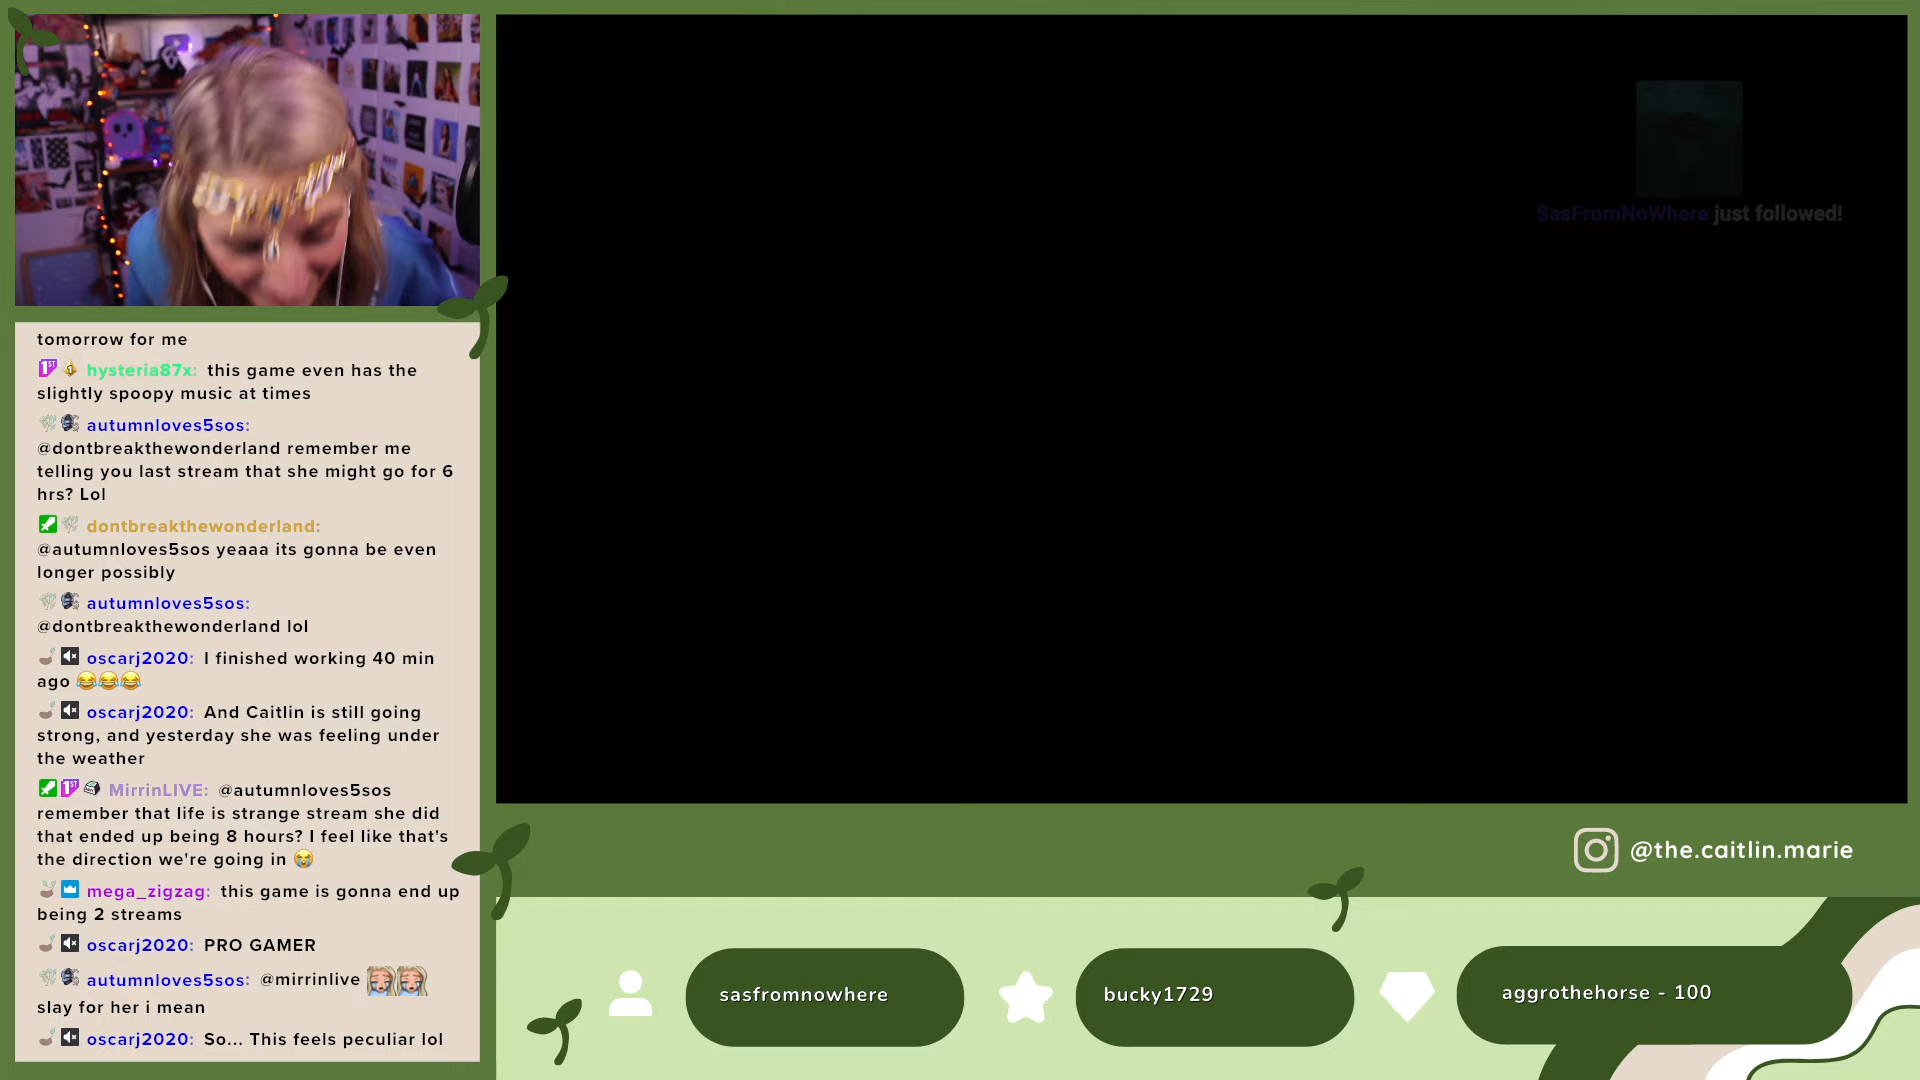 tomorrow for me
hysteria87x: this game even has the
slightly spoopy music at times
autumnloves5sos:
@dontbreakthewonderland remember me
telling you last stream that she might go for 6
hrs? Lol
dontbreakthewonderland:
@autumnloves5sos yeaaa its gonna be even
longer possibly
autumnloves5sos:
@dontbreakthewonderland lol
oscarj2020: I finished working 40 min
ago 😂😂😂
oscarj2020: And Caitlin is still going
strong, and yesterday she was feeling under
the weather
MirrinLIVE: @autumnloves5sos
remember that life is strange stream she did
that ended up being 8 hours? I feel like that's
the direction we're going in 😭
mega_zigzag: this game is gonna end up
being 2 streams
oscarj2020: PRO GAMER
autumnloves5sos: @mirrinlive
slay for her i mean
oscarj2020: So... This feels peculiar lol
SasFromNoWhere just followed!
@the.caitlin.marie
sasfromnowhere
bucky1729
aggrothehorse - 100